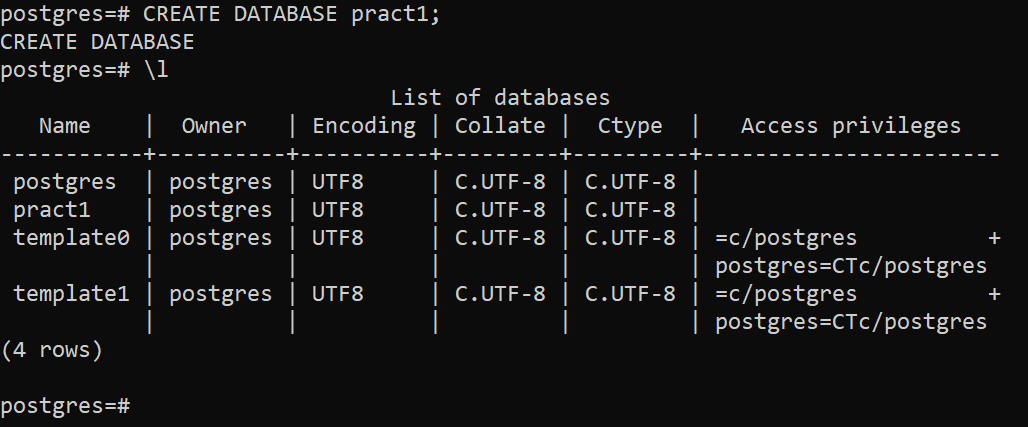 postgres=# CREATE DATABASE pract1;
CREATE DATABASE
postgres=# \l
                              List of databases
   Name    |  Owner   | Encoding | Collate |  Ctype  |   Access privileges
-----------+----------+----------+---------+---------+-----------------------
 postgres  | postgres | UTF8     | C.UTF-8 | C.UTF-8 |
 pract1    | postgres | UTF8     | C.UTF-8 | C.UTF-8 |
 template0 | postgres | UTF8     | C.UTF-8 | C.UTF-8 | =c/postgres          +
           |          |          |         |         | postgres=CTc/postgres
 template1 | postgres | UTF8     | C.UTF-8 | C.UTF-8 | =c/postgres          +
           |          |          |         |         | postgres=CTc/postgres
(4 rows)
postgres=#